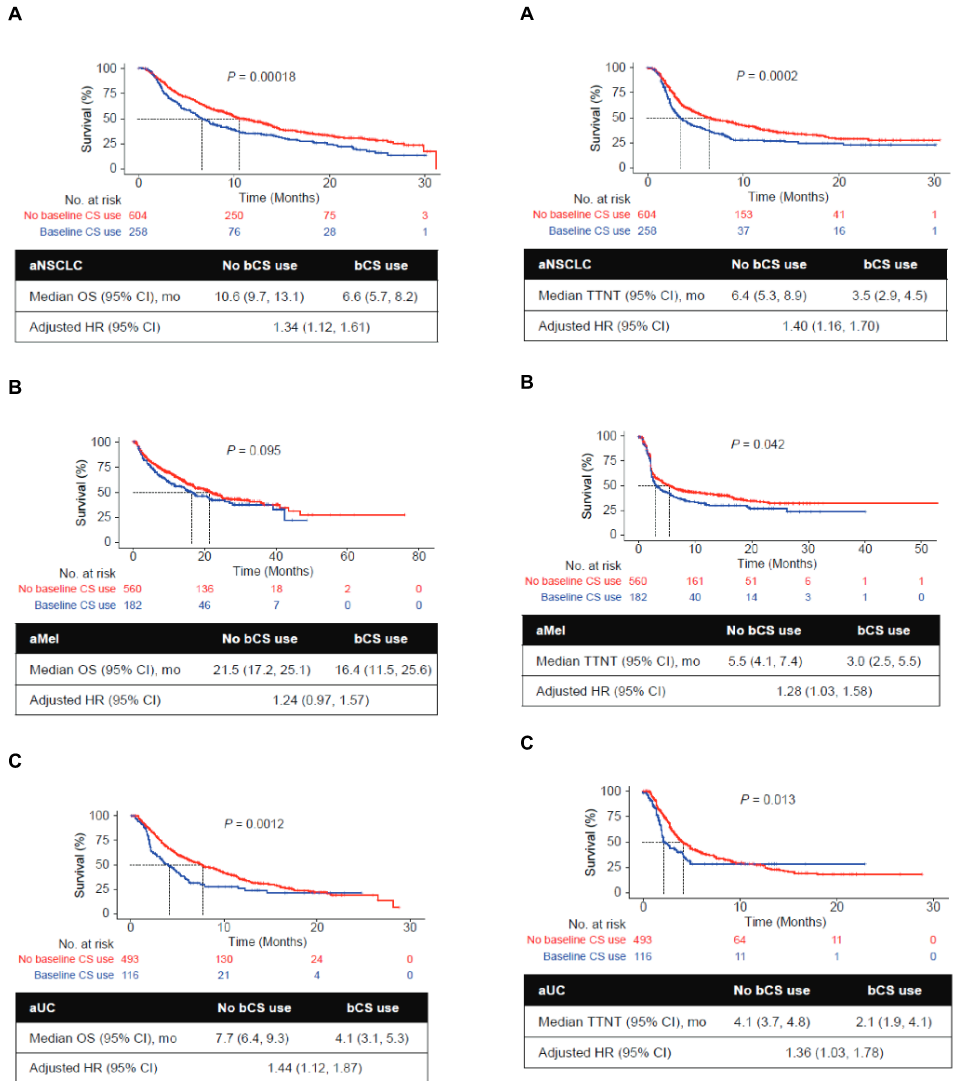 A
P = 0.00018
Survival (%)
100
75
50
25
0
0 10 20 30
Time (Months)
No. at risk
No baseline CS use 604 250 75 3
Baseline CS use 258 76 28 1
aNSCLC No bCS use bCS use
Median OS (95% CI), mo 10.6 (9.7, 13.1) 6.6 (5.7, 8.2)
Adjusted HR (95% CI) 1.34 (1.12, 1.61)
B
P = 0.095
Survival (%)
100
75
50
25
0
0 20 40 60 80
Time (Months)
No. at risk
No baseline CS use 560 136 18 2 0
Baseline CS use 182 46 7 0 0
aMel No bCS use bCS use
Median OS (95% CI), mo 21.5 (17.2, 25.1) 16.4 (11.5, 25.6)
Adjusted HR (95% CI) 1.24 (0.97, 1.57)
C
P = 0.0012
Survival (%)
100
75
50
25
0
0 10 20 30
Time (Months)
No. at risk
No baseline CS use 493 130 24 0
Baseline CS use 116 21 4 0
aUC No bCS use bCS use
Median OS (95% CI), mo 7.7 (6.4, 9.3) 4.1 (3.1, 5.3)
Adjusted HR (95% CI) 1.44 (1.12, 1.87)
A
P = 0.0002
Survival (%)
100
75
50
25
0
0 10 20 30
Time (Months)
No. at risk
No baseline CS use 604 153 41 1
Baseline CS use 258 37 16 1
aNSCLC No bCS use bCS use
Median TTNT (95% CI), mo 6.4 (5.3, 8.9) 3.5 (2.9, 4.5)
Adjusted HR (95% CI) 1.40 (1.16, 1.70)
B
P = 0.042
Survival (%)
100
75
50
25
0
0 10 20 30 40 50
Time (Months)
No. at risk
No baseline CS use 560 161 51 6 1 1
Baseline CS use 182 40 14 3 1 0
aMel No bCS use bCS use
Median TTNT (95% CI), mo 5.5 (4.1, 7.4) 3.0 (2.5, 5.5)
Adjusted HR (95% CI) 1.28 (1.03, 1.58)
C
P = 0.013
Survival (%)
100
75
50
25
0
0 10 20 30
Time (Months)
No. at risk
No baseline CS use 493 64 11 0
Baseline CS use 116 11 1 0
aUC No bCS use bCS use
Median TTNT (95% CI), mo 4.1 (3.7, 4.8) 2.1 (1.9, 4.1)
Adjusted HR (95% CI) 1.36 (1.03, 1.78)